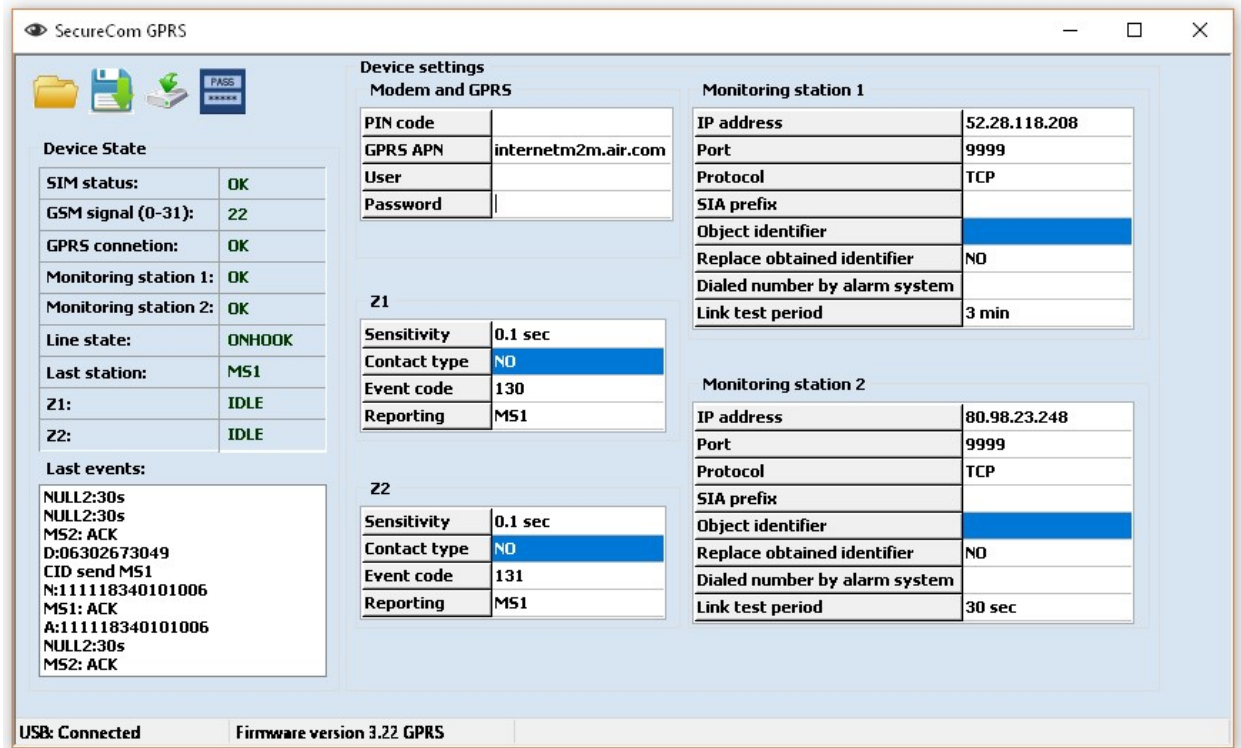 SecureCom GPRS
PASS
*****
Device State
SIM status: OK
GSM signal (0-31): 22
GPRS connetion: OK
Monitoring station 1: OK
Monitoring station 2: OK
Line state: ONHOOK
Last station: MS1
Z1: IDLE
Z2: IDLE
Last events:
NULL2:30s
NULL2:30s
MS2: ACK
D:06302673049
CID send MS1
N:111118340101006
MS1: ACK
A:111118340101006
NULL2:30s
MS2: ACK
Device settings
Modem and GPRS
PIN code
GPRS APN internetm2m.air.com
User
Password
Z1
Sensitivity 0.1 sec
Contact type NO
Event code 130
Reporting MS1
Z2
Sensitivity 0.1 sec
Contact type NO
Event code 131
Reporting MS1
Monitoring station 1
IP address 52.28.118.208
Port 9999
Protocol TCP
SIA prefix
Object identifier
Replace obtained identifier NO
Dialed number by alarm system
Link test period 3 min
Monitoring station 2
IP address 80.98.23.248
Port 9999
Protocol TCP
SIA prefix
Object identifier
Replace obtained identifier NO
Dialed number by alarm system
Link test period 30 sec
USB: Connected
Firmware version 3.22 GPRS